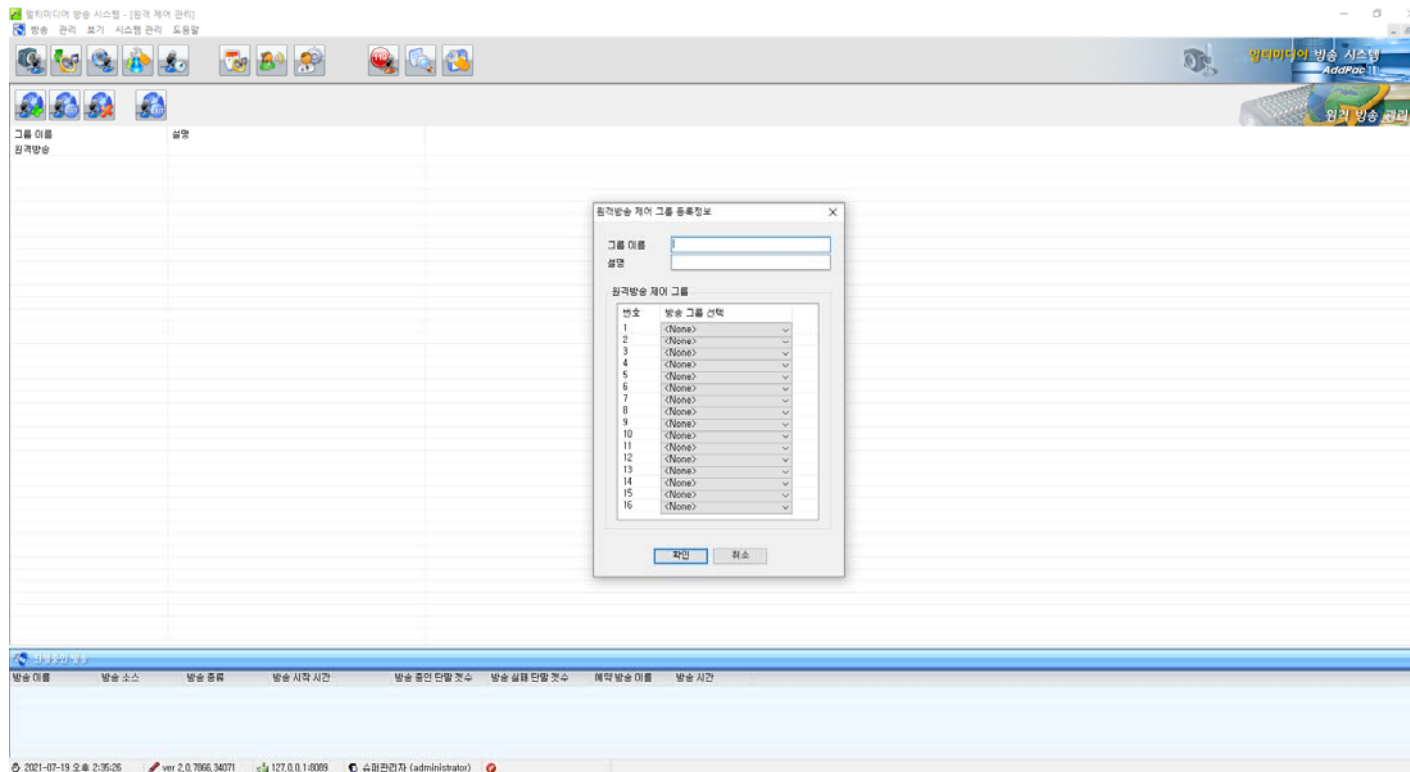 멀티미디어 방송 시스템 - [원격 제어 관리]
방송 관리 보기 시스템 관리 도움말
멀티미디어 방송 시스템
AddPac
원격 방송 관리
그룹 이름 설명
원격방송
원격방송 제어 그룹 등록정보
그룹 이름
설명
원격방송 제어 그룹
번호 방송 그룹 선택
1 <None>
2 <None>
3 <None>
4 <None>
5 <None>
6 <None>
7 <None>
8 <None>
9 <None>
10 <None>
11 <None>
12 <None>
13 <None>
14 <None>
15 <None>
16 <None>
확인 취소
진행중인 방송
방송 이름 방송 소스 방송 종류 방송 시작 시간 방송 중인 단말 갯수 방송 실패 단말 갯수 예약 방송 이름 방송 시간
2021-07-19 오후 2:35:26 ver 2.0.7866.34071 127.0.0.1:8089 슈퍼관리자 (administrator)